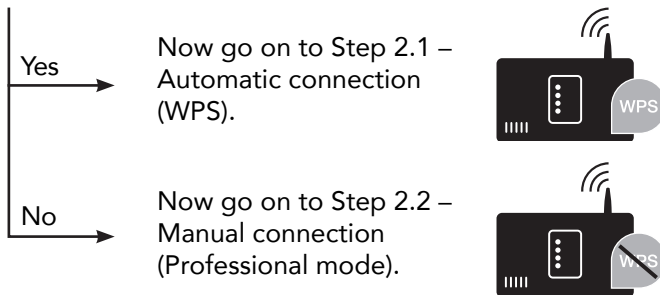 Yes
Now go on to Step 2.1 –
Automatic connection
(WPS).
WPS
No
Now go on to Step 2.2 –
Manual connection
(Professional mode).
WPS